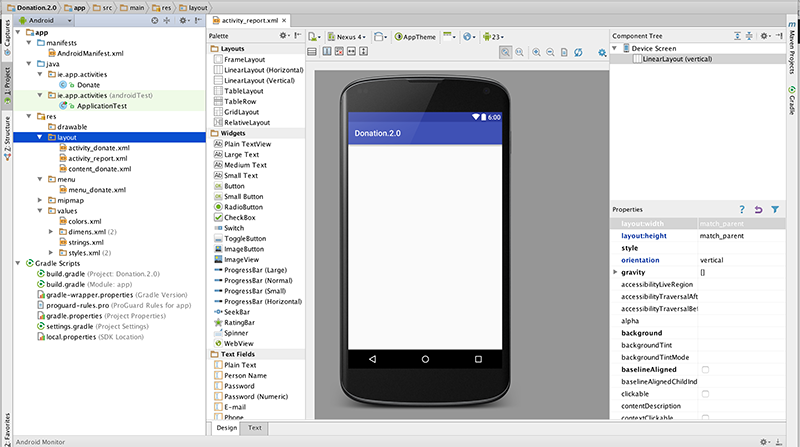 Donation.2.0 app src main res layout
Captures
1: Project
2: Structure
2: Favorites
Android
app
manifests
AndroidManifest.xml
java
ie.app.activities
Donate
ie.app.activities (androidTest)
ApplicationTest
res
drawable
layout
activity_donate.xml
activity_report.xml
content_donate.xml
menu
menu_donate.xml
mipmap
values
colors.xml
dimens.xml (2)
strings.xml
styles.xml (2)
Gradle Scripts
build.gradle (Project: Donation.2.0)
build.gradle (Module: app)
gradle-wrapper.properties (Gradle Version)
proguard-rules.pro (ProGuard Rules for app)
gradle.properties (Project Properties)
settings.gradle (Project Settings)
local.properties (SDK Location)
Android Monitor
activity_report.xml
Palette
Layouts
FrameLayout
LinearLayout (Horizontal)
LinearLayout (Vertical)
TableLayout
TableRow
GridLayout
RelativeLayout
Widgets
Ab Plain TextView
Ab Large Text
Ab Medium Text
Ab Small Text
OK Button
OK Small Button
RadioButton
CheckBox
Switch
ToggleButton
ImageButton
ImageView
ProgressBar (Large)
ProgressBar (Normal)
ProgressBar (Small)
ProgressBar (Horizontal)
SeekBar
RatingBar
Spinner
WebView
Text Fields
Plain Text
Person Name
Password
Password (Numeric)
E-mail
Phone
Design Text
Nexus 4 AppTheme 23
6:00
Donation.2.0
Component Tree
Device Screen
LinearLayout (vertical)
Properties ?
layout:width match_parent
layout:height match_parent
style
orientation vertical
gravity []
accessibilityLiveRegion
accessibilityTraversalAft
accessibilityTraversalBef
alpha
background
backgroundTint
backgroundTintMode
baselineAligned
baselineAlignedChildInd
clickable
contentDescription
contextClickable
m Maven Projects
Gradle